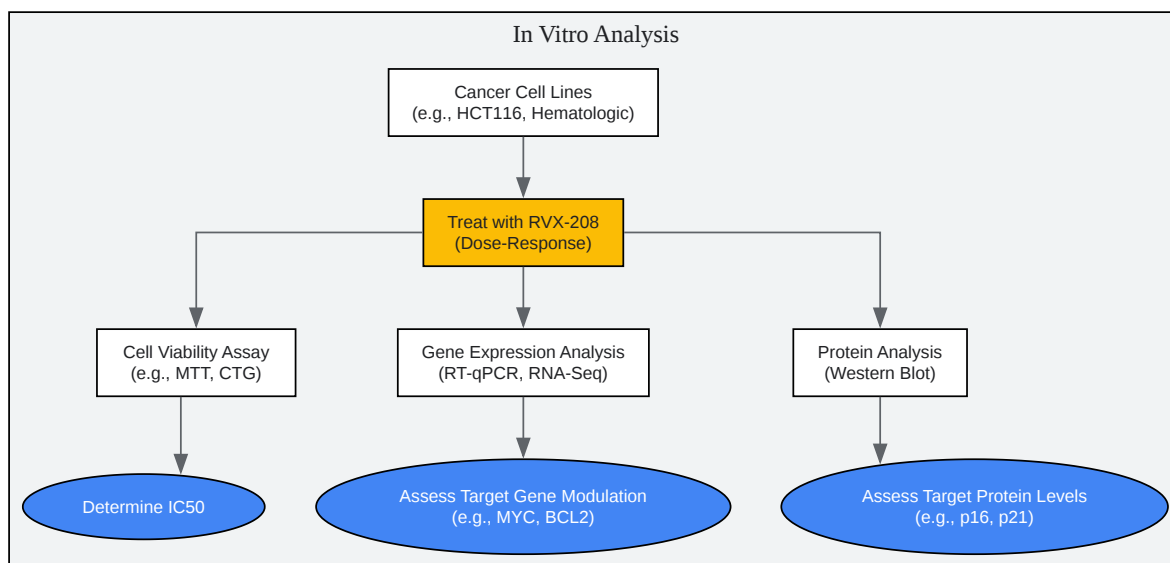 In Vitro Analysis
Cancer Cell Lines
(e.g., HCT116, Hematologic)
Treat with RVX-208
(Dose-Response)
Cell Viability Assay
(e.g., MTT, CTG)
Gene Expression Analysis
(RT-qPCR, RNA-Seq)
Protein Analysis
(Western Blot)
Determine IC50
Assess Target Gene Modulation
(e.g., MYC, BCL2)
Assess Target Protein Levels
(e.g., p16, p21)